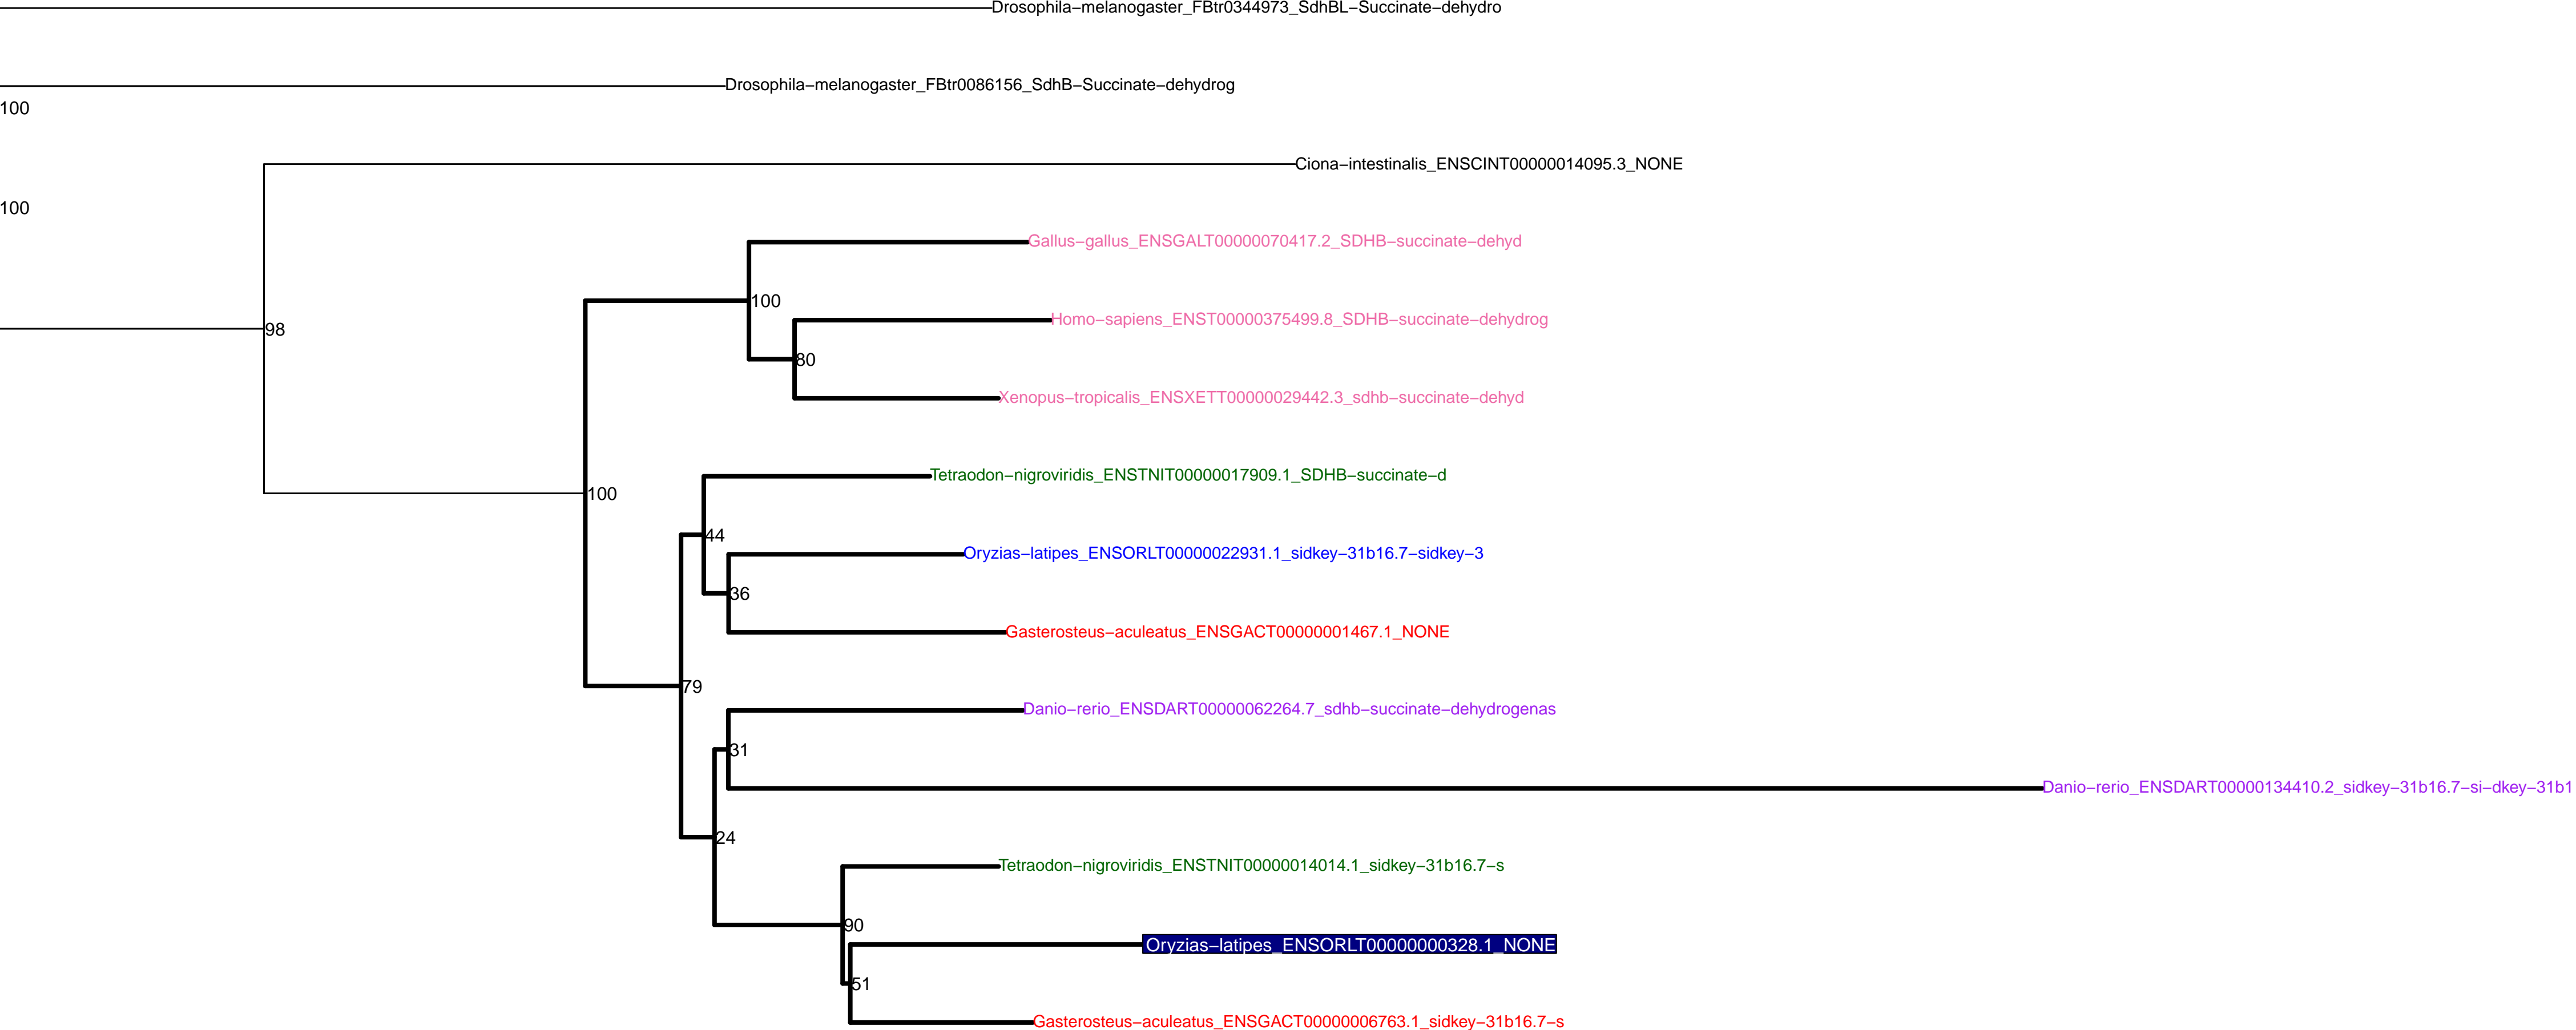 Drosophila−melanogaster_FBtr0344973_SdhBL−Succinate−dehydro
Drosophila−melanogaster_FBtr0086156_SdhB−Succinate−dehydrog
100
Ciona−intestinalis_ENSCINT00000014095.3_NONE
100
Gallus−gallus_ENSGALT00000070417.2_SDHB−succinate−dehyd
100
Homo−sapiens_ENST00000375499.8_SDHB−succinate−dehydrog
98
80
Xenopus−tropicalis_ENSXETT00000029442.3_sdhb−succinate−dehyd
Tetraodon−nigroviridis_ENSTNIT00000017909.1_SDHB−succinate−d
100
44
Oryzias−latipes_ENSORLT00000022931.1_sidkey−31b16.7−sidkey−3
36
Gasterosteus−aculeatus_ENSGACT00000001467.1_NONE
79
Danio−rerio_ENSDART00000062264.7_sdhb−succinate−dehydrogenas
31
Danio−rerio_ENSDART00000134410.2_sidkey−31b16.7−si−dkey−31b1
24
Tetraodon−nigroviridis_ENSTNIT00000014014.1_sidkey−31b16.7−s
90
Oryzias−latipes_ENSORLT00000000328.1_NONE
51
Gasterosteus−aculeatus_ENSGACT00000006763.1_sidkey−31b16.7−s